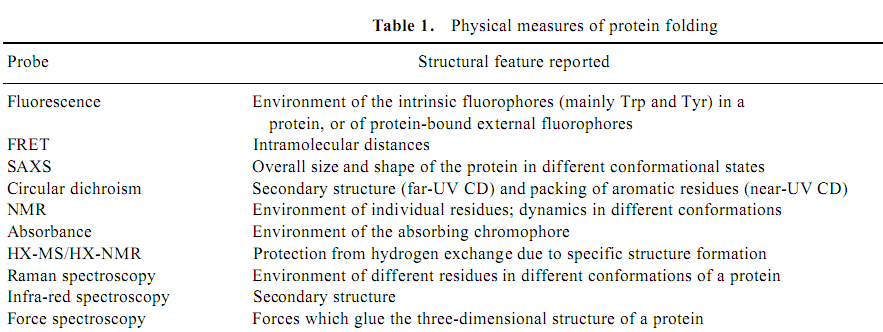 Table 1. Physical measures of protein folding
Probe Structural feature reported
Fluorescence Environment of the intrinsic fluorophores (mainly Trp and Tyr) in a
protein, or of protein-bound external fluorophores
FRET Intramolecular distances
SAXS Overall size and shape of the protein in different conformational states
Circular dichroism Secondary structure (far-UV CD) and packing of aromatic residues (near-UV CD)
NMR Environment of individual residues; dynamics in different conformations
Absorbance Environment of the absorbing chromophore
HX-MS/HX-NMR Protection from hydrogen exchange due to specific structure formation
Raman spectroscopy Environment of different residues in different conformations of a protein
Infra-red spectroscopy Secondary structure
Force spectroscopy Forces which glue the three-dimensional structure of a protein